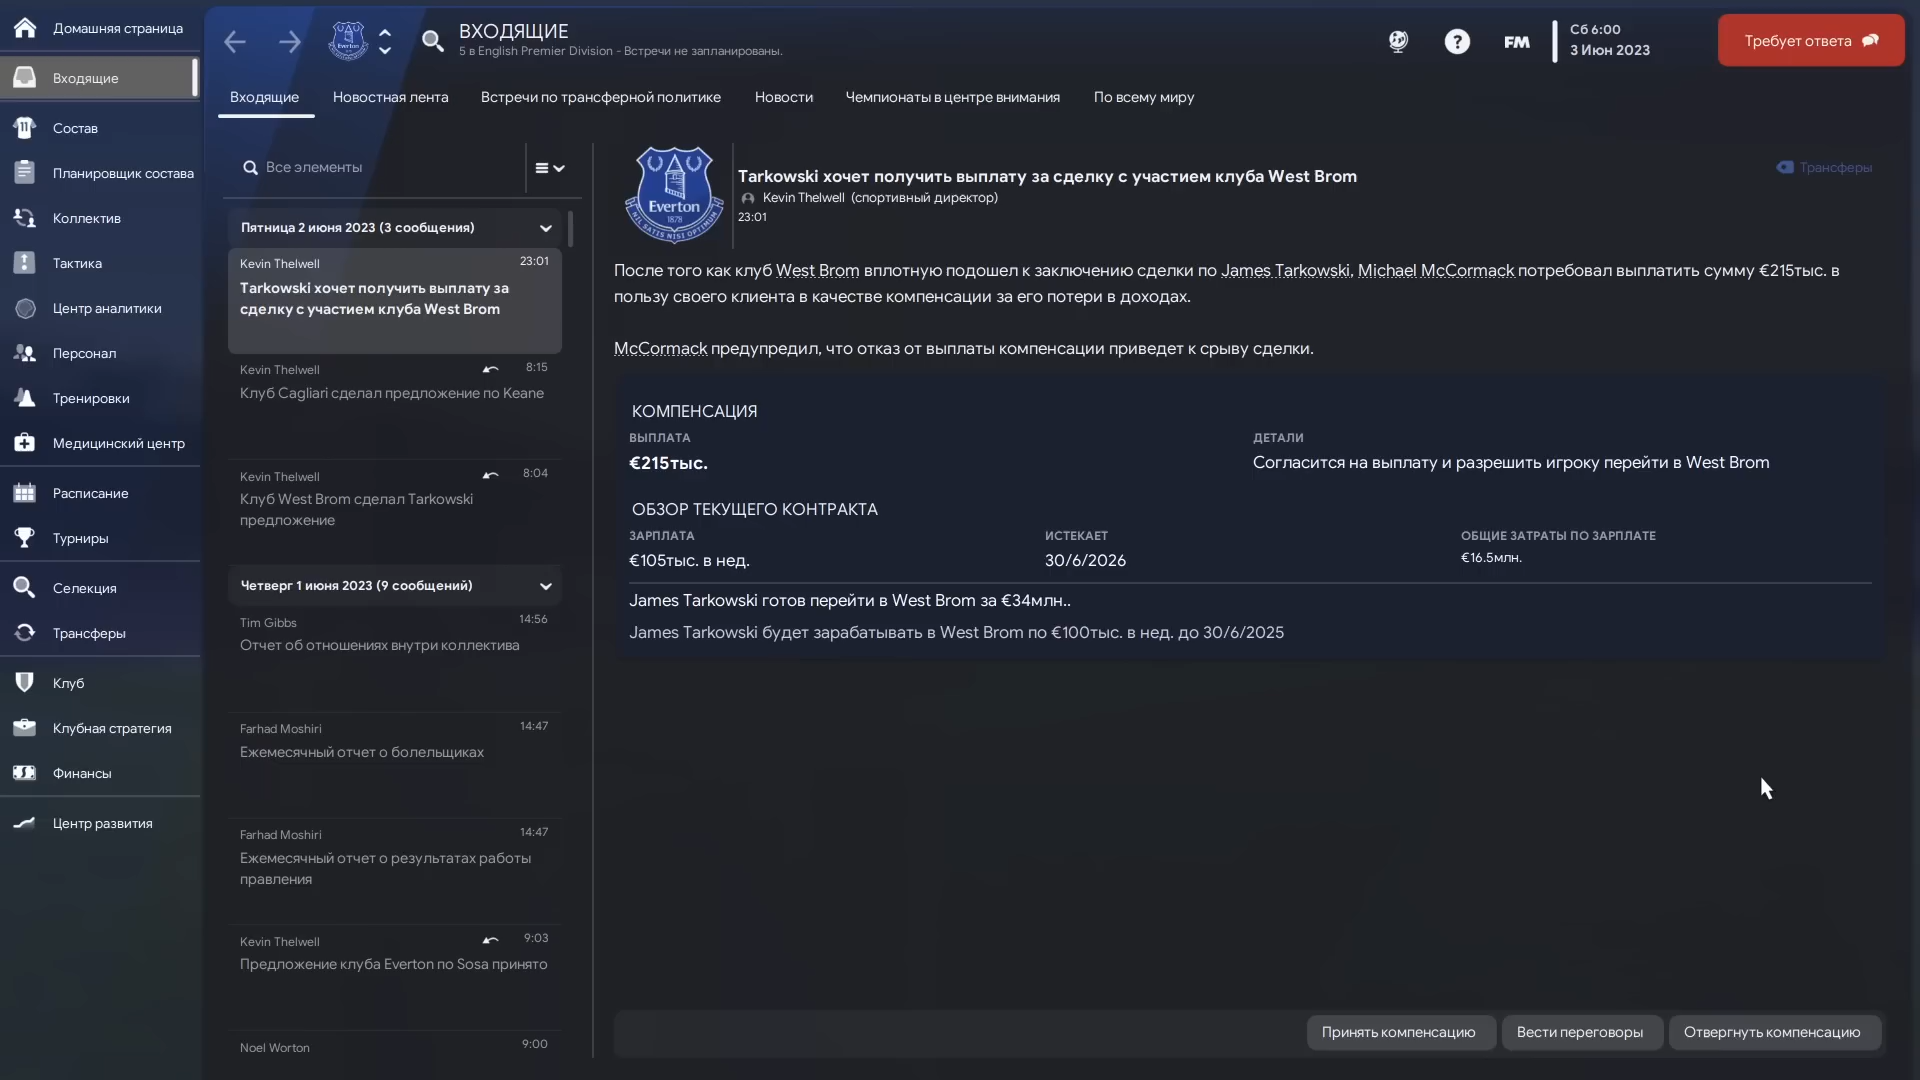 Домашняя страница
Входящие
Состав
Планировщик состава
Коллектив
Тактика
Центр аналитики
Персонал
Тренировки
Медицинский центр
Расписание
Турниры
Селекция
Трансферы
Клуб
Клубная стратегия
Финансы
Центр развития
ВХОДЯЩИЕ
5 в English Premier Division - Встречи не запланированы.
FM
Сб 6:00
3 Июн 2023
Требует ответа
Входящие
Новостная лента
Встречи по трансферной политике
Новости
Чемпионаты в центре внимания
По всему миру
Все элементы
Пятница 2 июня 2023 (3 сообщения)
Kevin Thelwell 23:01
Tarkowski хочет получить выплату за
сделку с участием клуба West Brom
Kevin Thelwell 8:15
Клуб Cagliari сделал предложение по Keane
Kevin Thelwell 8:04
Клуб West Brom сделал Tarkowski
предложение
Четверг 1 июня 2023 (9 сообщений)
Tim Gibbs 14:56
Отчет об отношениях внутри коллектива
Farhad Moshiri 14:47
Ежемесячный отчет о болельщиках
Farhad Moshiri 14:47
Ежемесячный отчет о результатах работы
правления
Kevin Thelwell 9:03
Предложение клуба Everton по Sosa принято
Noel Worton 9:00
Everton
1878
NIL SATIS NISI OPTIMUM
Tarkowski хочет получить выплату за сделку с участием клуба West Brom
Kevin Thelwell (спортивный директор)
23:01
Трансферы
После того как клуб West Brom вплотную подошел к заключению сделки по James Tarkowski, Michael McCormack потребовал выплатить сумму €215тыс. в
пользу своего клиента в качестве компенсации за его потери в доходах.
McCormack предупредил, что отказ от выплаты компенсации приведет к срыву сделки.
КОМПЕНСАЦИЯ
ВЫПЛАТА
€215тыс.
ДЕТАЛИ
Согласится на выплату и разрешить игроку перейти в West Brom
ОБЗОР ТЕКУЩЕГО КОНТРАКТА
ЗАРПЛАТА
€105тыс. в нед.
ИСТЕКАЕТ
30/6/2026
ОБЩИЕ ЗАТРАТЫ ПО ЗАРПЛАТЕ
€16.5млн.
James Tarkowski готов перейти в West Brom за €34млн..
James Tarkowski будет зарабатывать в West Brom по €100тыс. в нед. до 30/6/2025
Принять компенсацию
Вести переговоры
Отвергнуть компенсацию